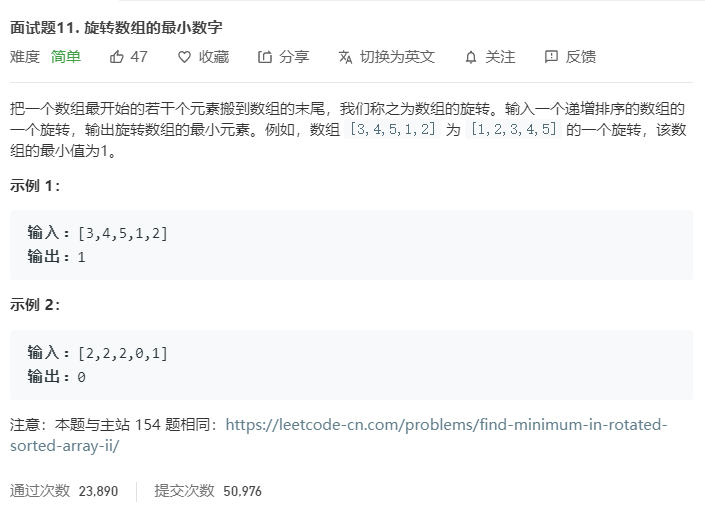 面试题11. 旋转数组的最小数字
难度 简单 47 收藏 分享 切换为英文 关注 反馈
把一个数组最开始的若干个元素搬到数组的末尾，我们称之为数组的旋转。输入一个递增排序的数组的
一个旋转，输出旋转数组的最小元素。例如，数组 [3,4,5,1,2] 为 [1,2,3,4,5] 的一个旋转，该数
组的最小值为1。
示例 1：
输入：[3,4,5,1,2]
输出：1
示例 2：
输入：[2,2,2,0,1]
输出：0
注意：本题与主站 154 题相同：https://leetcode-cn.com/problems/find-minimum-in-rotated-
sorted-array-ii/
通过次数 23,890 提交次数 50,976